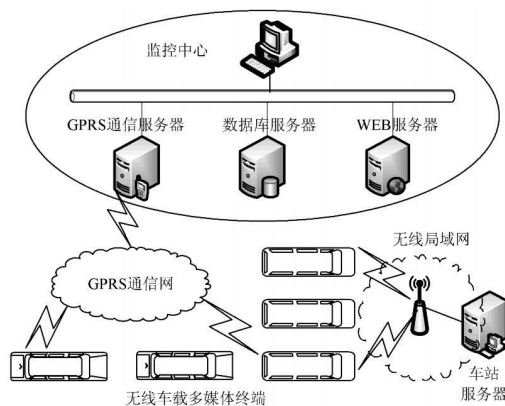 监控中心
GPRS通信服务器
数据库服务器
WEB服务器
无线局域网
GPRS通信网
车站
服务器
无线车载多媒体终端